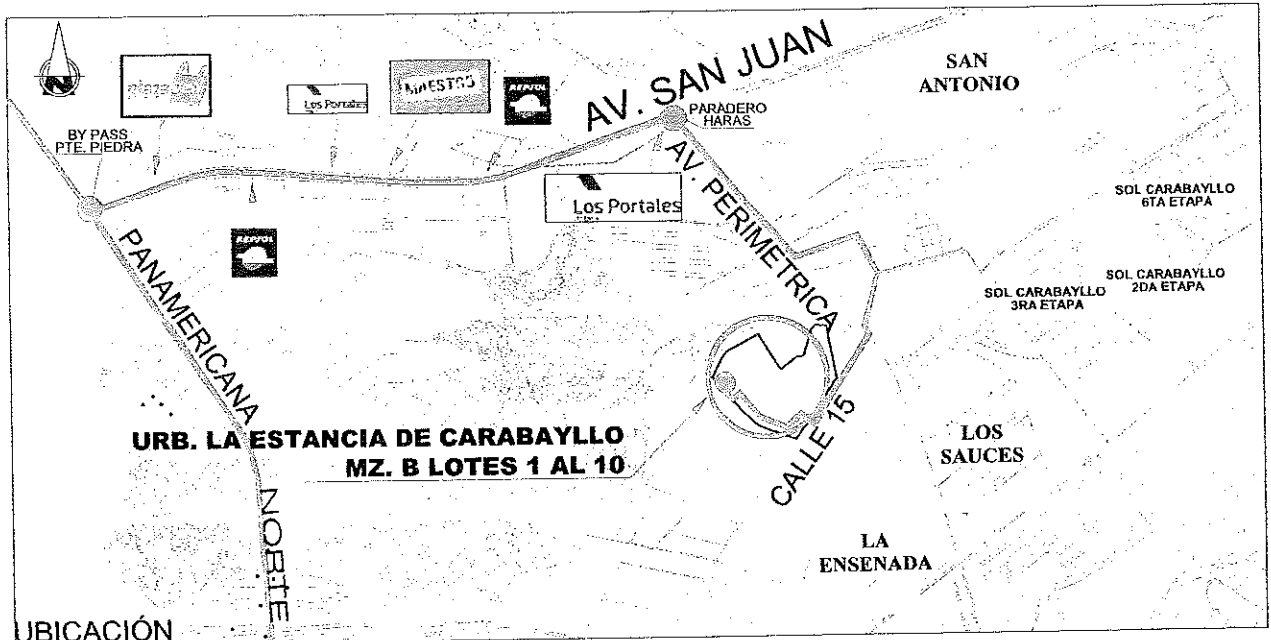 N
Los Portales
MAESTRO
REPSOL
AV. SAN JUAN
SAN
ANTONIO
BY PASS
PTE. PIEDRA
PARADERO
HARAS
AV. PERIMETRICA
Los Portales
REPSOL
SOL CARABAYLLO
6TA ETAPA
SOL CARABAYLLO
2DA ETAPA
SOL CARABAYLLO
3RA ETAPA
PANAMERICANA
NORTE
URB. LA ESTANCIA DE CARABAYLLO
MZ. B LOTES 1 AL 10
CALLE 15
LOS
SAUCES
LA
ENSENADA
UBICACIÓN